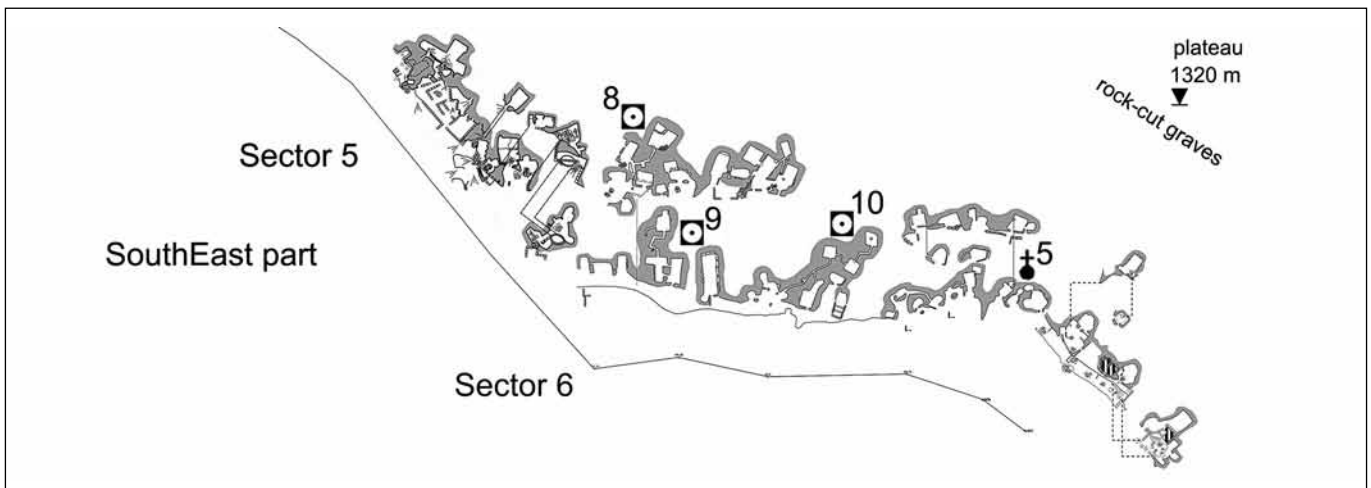 plateau
1320 m
rock-cut graves
8
Sector 5
10
9
5
SouthEast part
Sector 6